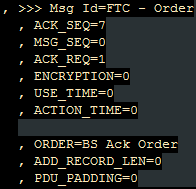 , >>> Msg Id=FTC - Order
, ACK_SEQ=7
, MSG_SEQ=0
, ACK_REQ=1
, ENCRYPTION=0
, USE_TIME=0
, ACTION_TIME=0
, ORDER=BS Ack Order
, ADD_RECORD_LEN=0
, PDU_PADDING=0